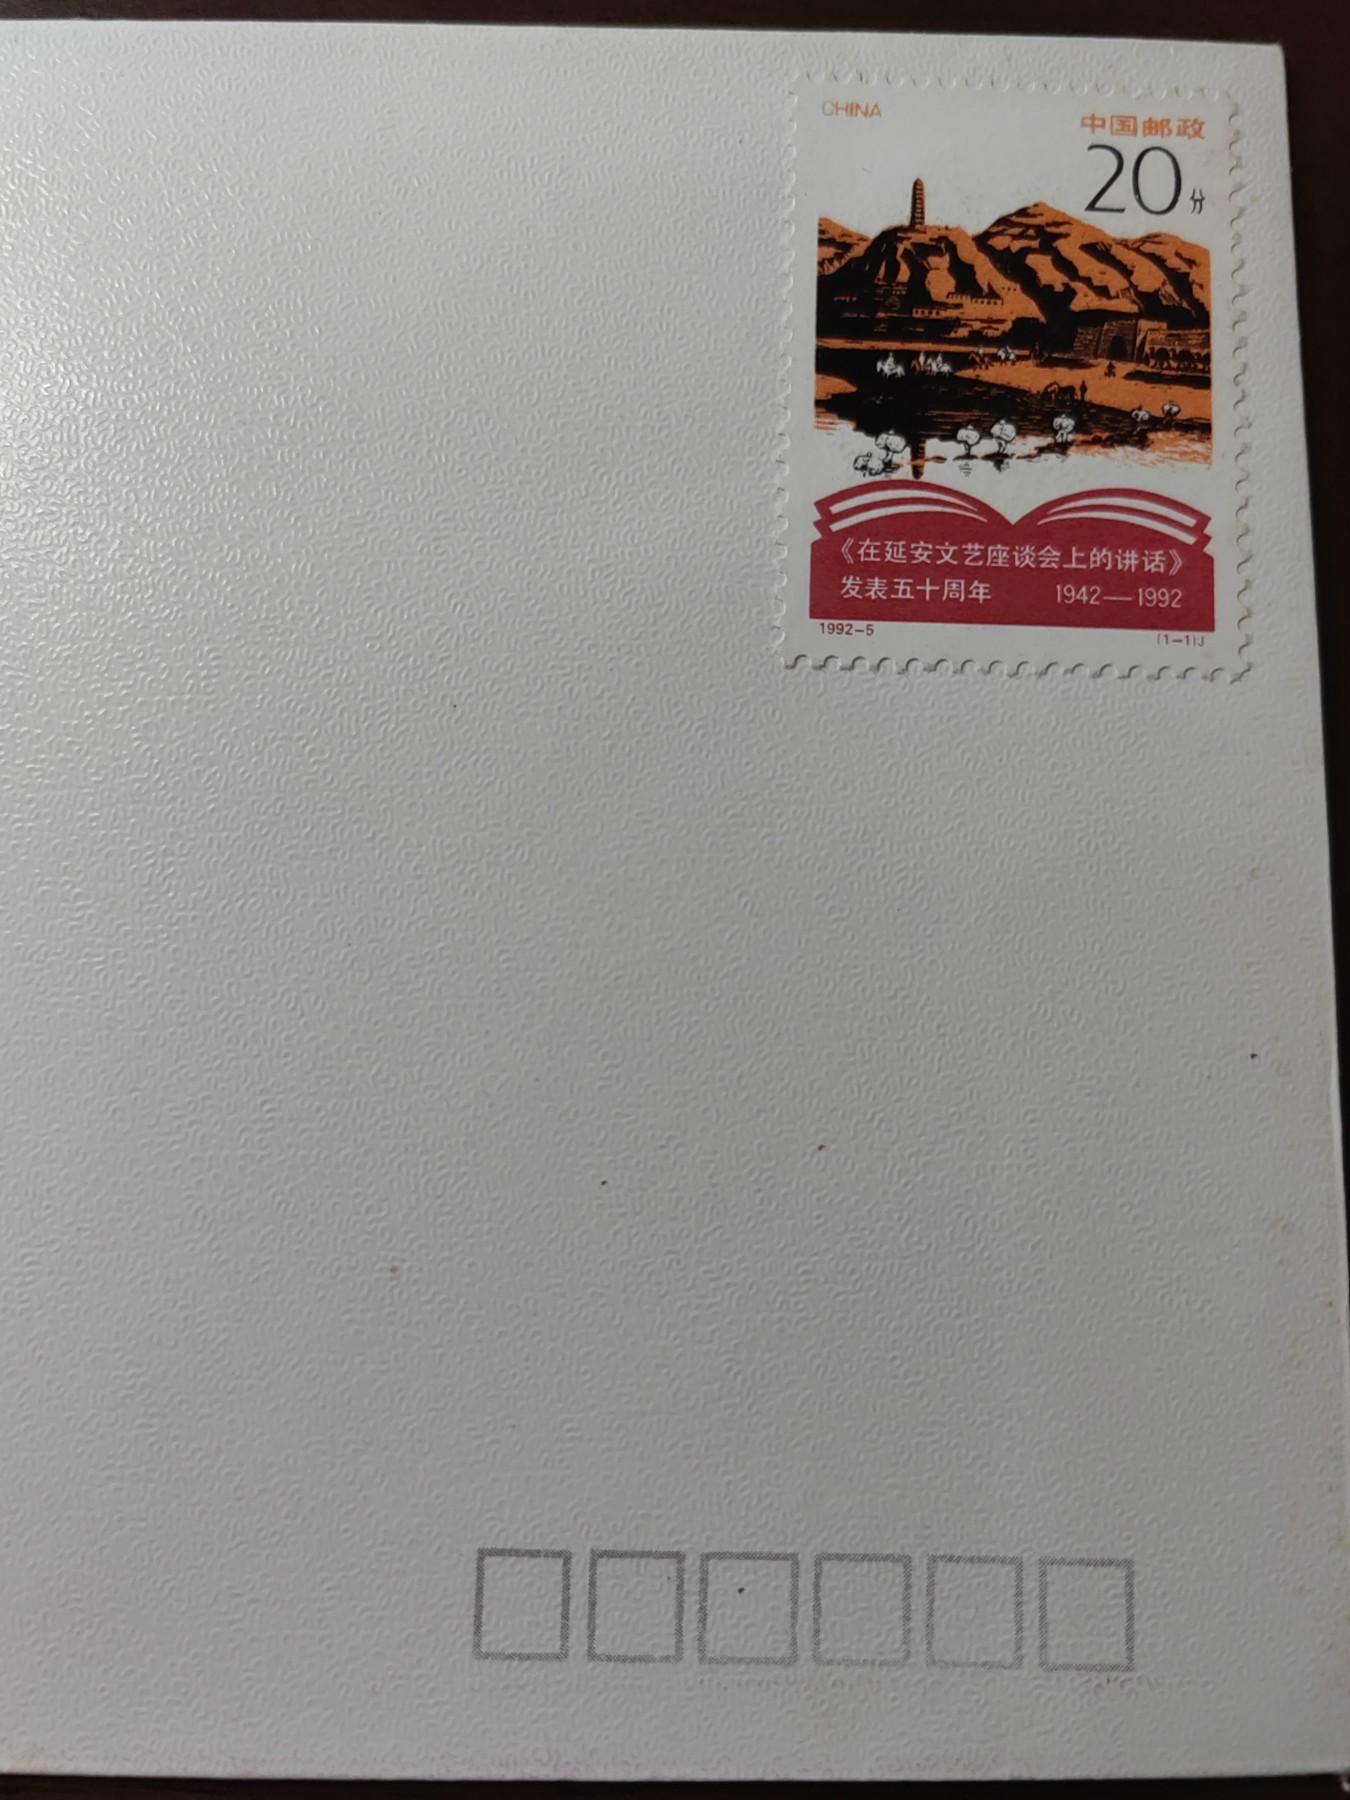 CHINA
中国邮政
20分
《在延安文艺座谈会上的讲话》
发表五十周年 1942—1992
1992-5 (1-1)J